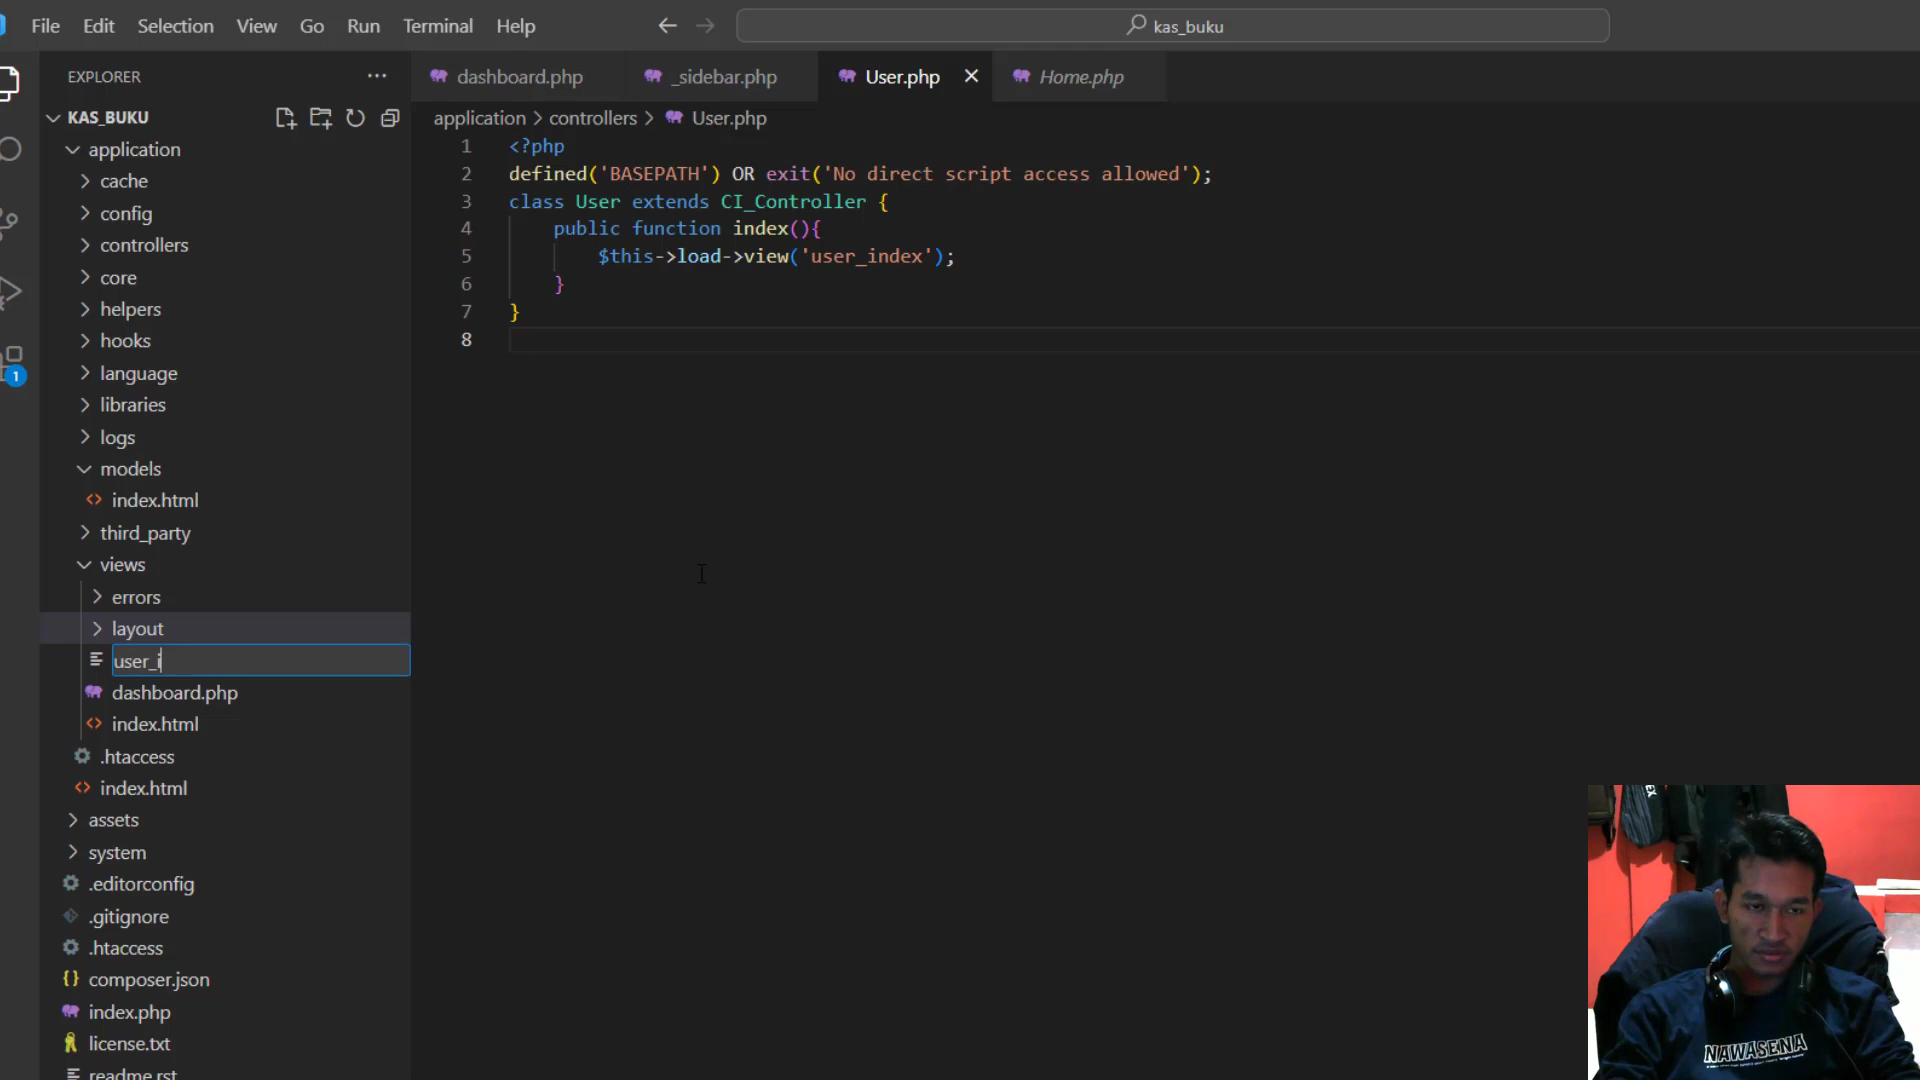 File Edit Selection View Go Run Terminal Help
kas_buku
EXPLORER
dashboard.php
_sidebar.php
User.php
Home.php
KAS_BUKU
application > controllers > User.php
application
cache
config
controllers
core
helpers
hooks
language
libraries
logs
models
index.html
third_party
views
errors
layout
user_i
dashboard.php
index.html
.htaccess
index.html
assets
system
.editorconfig
.gitignore
.htaccess
composer.json
index.php
license.txt
readme.rst
1
1 <?php
2 defined('BASEPATH') OR exit('No direct script access allowed');
3 class User extends CI_Controller {
4 public function index(){
5 $this->load->view('user_index');
6 }
7 }
8
NAWASENA